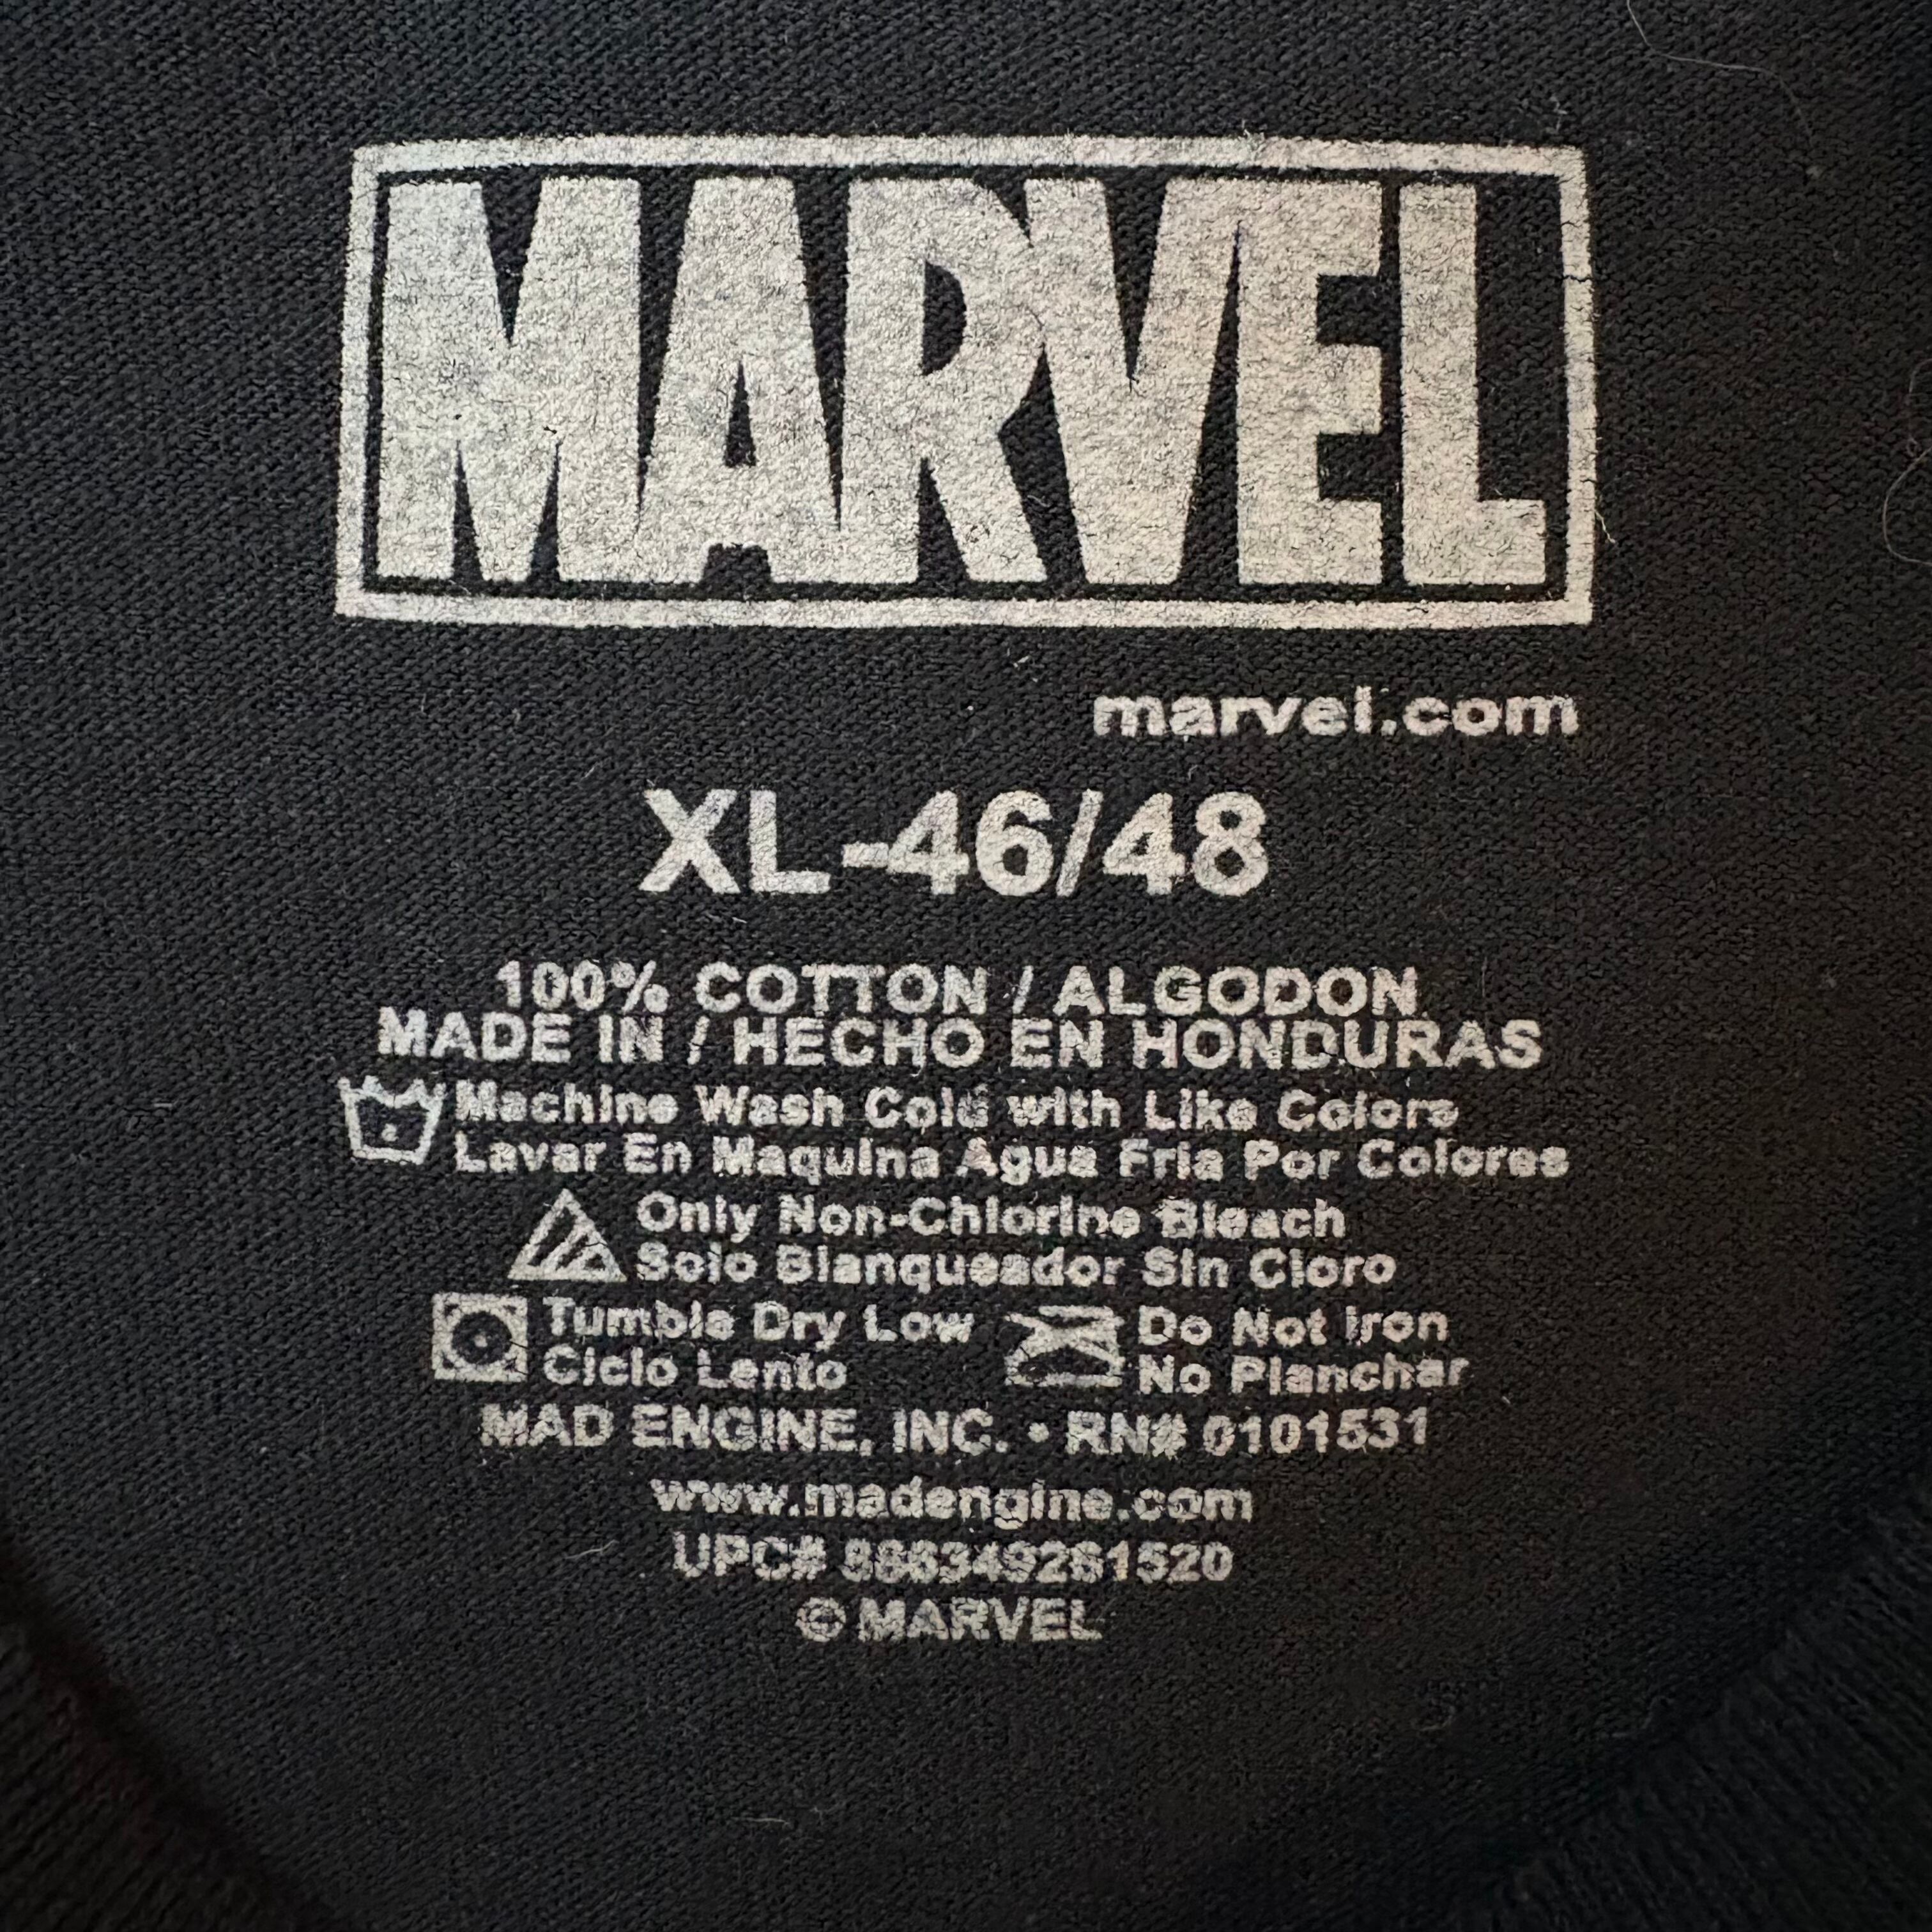 MARVEL
marvel.com
XL-46/48
100% COTTON / ALGODON
MADE IN / HECHO EN HONDURAS
Machine Wash Cold with Like Colors
Lavar En Maquina Agua Fria Por Colores
Only Non-Chlorine Bleach
Solo Blanqueador Sin Cloro
Tumble Dry Low
Ciclo Lento
Do Not Iron
No Planchar
MAD ENGINE, INC. • RN# 0101531
www.madengine.com
UPC#
© MARVEL